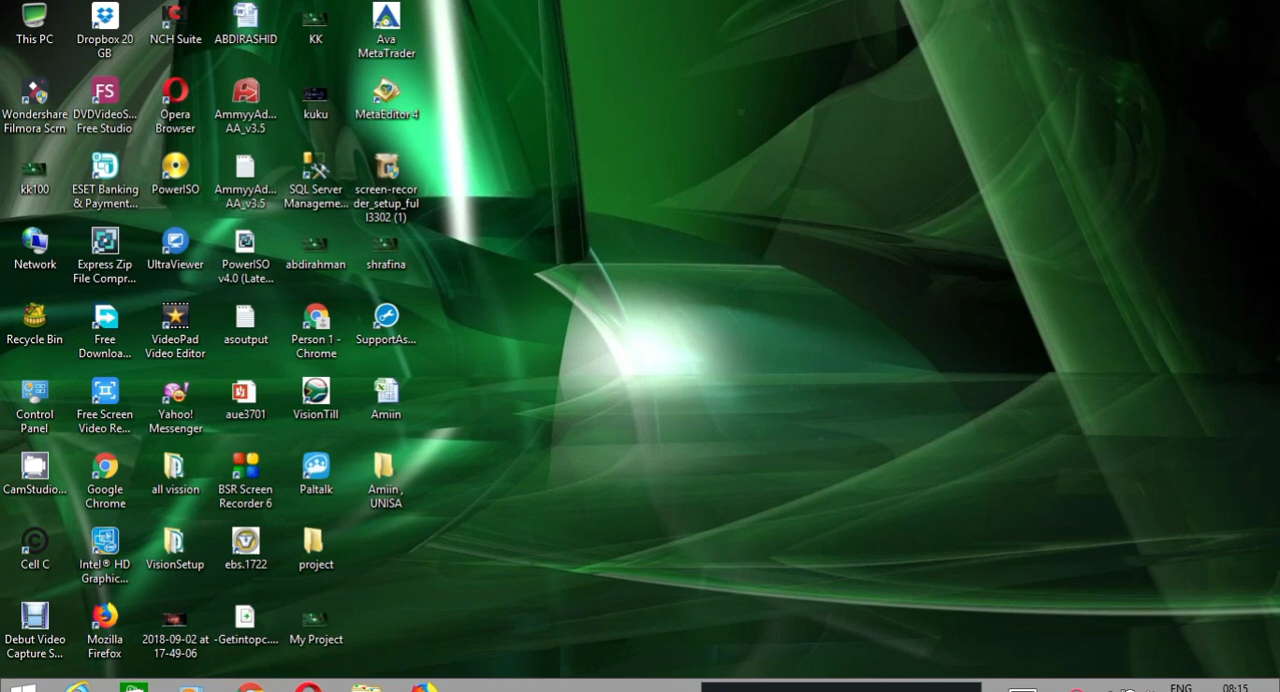 This PC
Dropbox 20
GB
NCH Suite
ABDIRASHID
KK
Ava
MetaTrader
Wondershare
Filmora Scrn
FS
DVDVideoS...
Free Studio
Opera
Browser
AmmyyAd...
AA_v3.5
kuku
MetaEditor 4
kk100
ESET Banking
& Payment...
PowerISO
AmmyyAd...
AA_v3.5
SQL Server
Manageme...
screen-recor
der_setup_ful
l3302 (1)
Network
Express Zip
File Compr...
UltraViewer
PowerISO
v4.0 (Late...
abdirahman
shrafina
Recycle Bin
Free
Downloa...
VideoPad
Video Editor
asoutput
Person 1 -
Chrome
SupportAs...
Control
Panel
Free Screen
Video Re...
Yahoo!
Messenger
aue3701
VisionTill
Amiin
CamStudio...
Google
Chrome
all vission
BSR Screen
Recorder 6
Paltalk
Amiin ,
UNISA
Cell C
Intel® HD
Graphic...
VisionSetup
ebs.1722
project
Debut Video
Capture S...
Mozilla
Firefox
2018-09-02 at
17-49-06
-Getintopc....
My Project
ENG
08:15